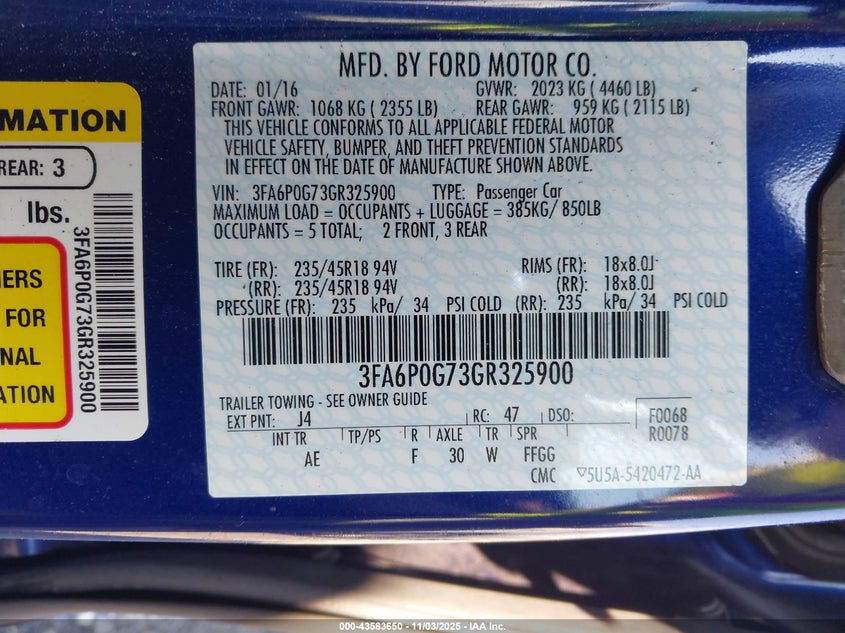 MATION
REAR: 3
lbs.
NERS
FOR
NAL
ATION
3FA6P0G73GR325900
MFD. BY FORD MOTOR CO.
DATE: 01/16 GVWR: 2023 KG ( 4460 LB)
FRONT GAWR: 1068 KG ( 2355 LB) REAR GAWR: 959 KG ( 2115 LB)
THIS VEHICLE CONFORMS TO ALL APPLICABLE FEDERAL MOTOR
VEHICLE SAFETY, BUMPER, AND THEFT PREVENTION STANDARDS
IN EFFECT ON THE DATE OF MANUFACTURE SHOWN ABOVE.
VIN: 3FA6P0G73GR325900 TYPE: Passenger Car
MAXIMUM LOAD = OCCUPANTS + LUGGAGE = 385KG/ 850LB
OCCUPANTS = 5 TOTAL; 2 FRONT, 3 REAR
TIRE (FR): 235/45R18 94V RIMS (FR): 18x8.0J
(RR): 235/45R18 94V (RR): 18x8.0J
PRESSURE (FR): 235 kPa/ 34 PSI COLD (RR): 235 kPa/ 34 PSI COLD
3FA6P0G73GR325900
TRAILER TOWING - SEE OWNER GUIDE
EXT PNT: J4 RC: 47 DSO: F0068
R0078
INT TR TP/PS R AXLE TR SPR
AE F 30 W FFGG
CMC ▽5U5A-5420472-AA
000-43583650 - 11/03/2025 - IAA Inc.